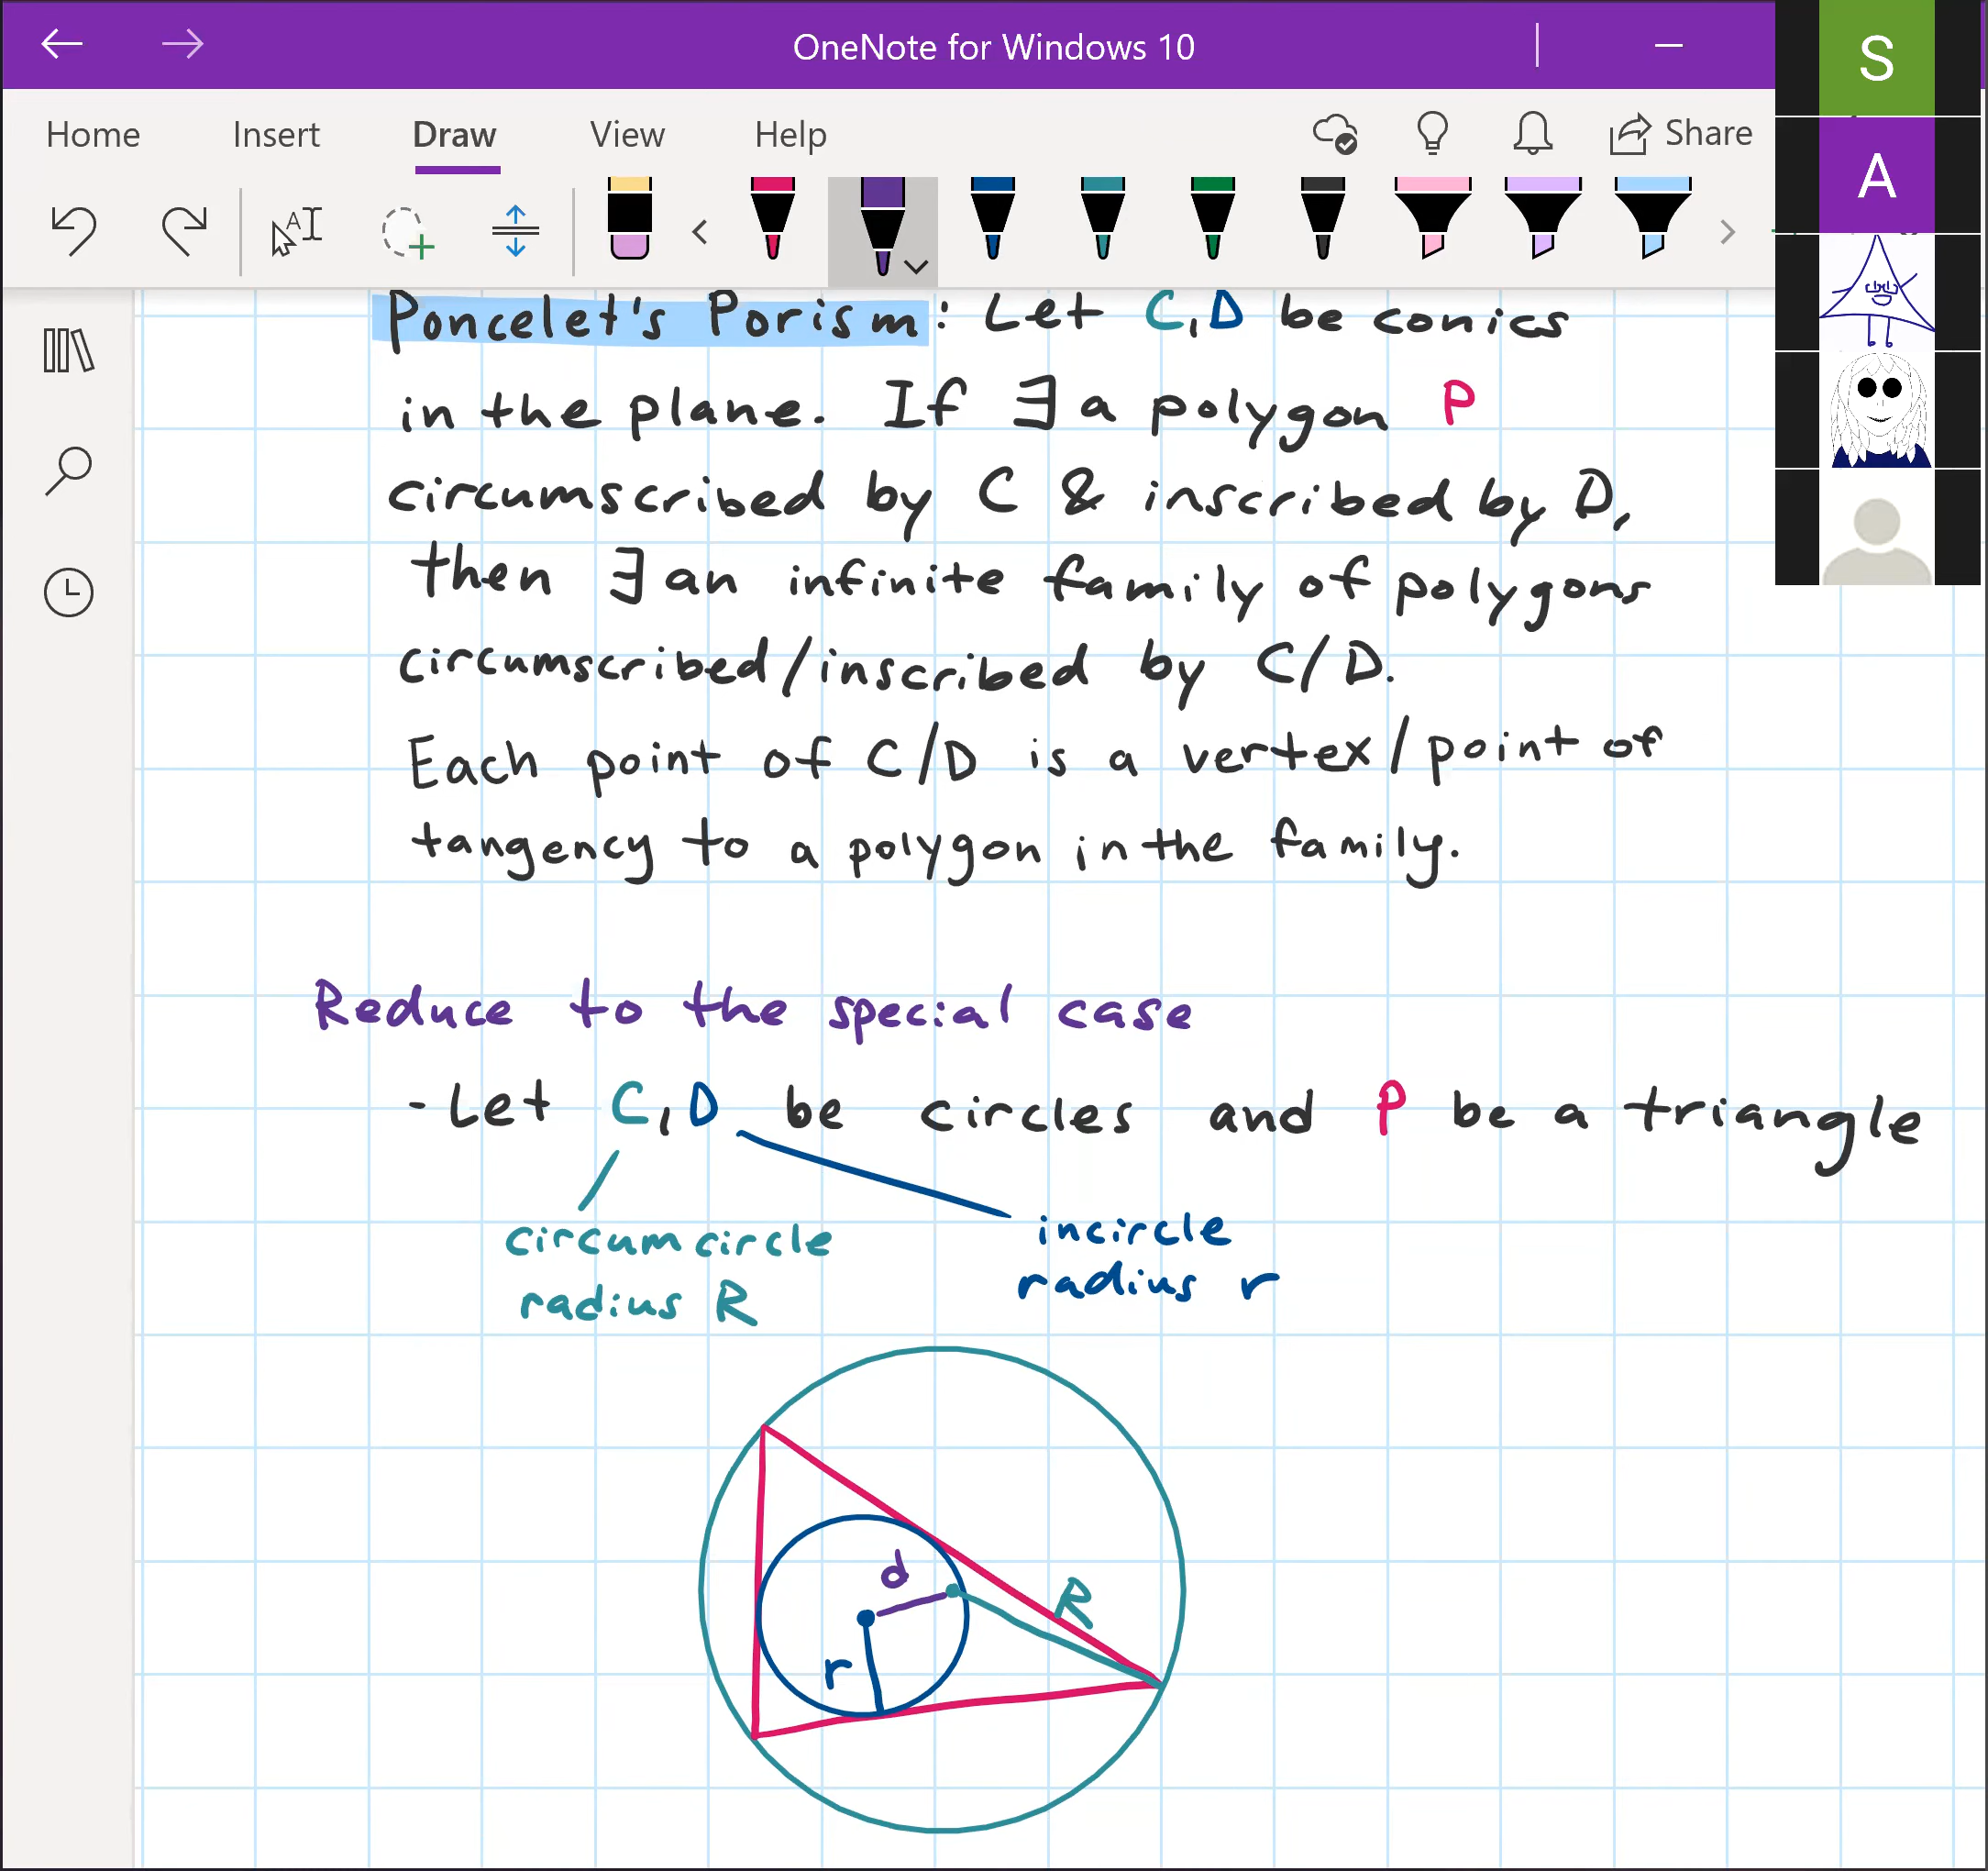 OneNote for Windows 10
Home Insert Draw View Help Share
S
A
Poncelet's Porism: Let C,D be conics
in the plane. If ∃ a polygon P
circumscribed by C & inscribed by D,
then ∃ an infinite family of polygons
circumscribed/inscribed by C/D.
Each point of C/D is a vertex/point of
tangency to a polygon in the family.
Reduce to the special case
- Let C,D be circles and P be a triangle
circumcircle
radius R
incircle
radius r
d
R
r